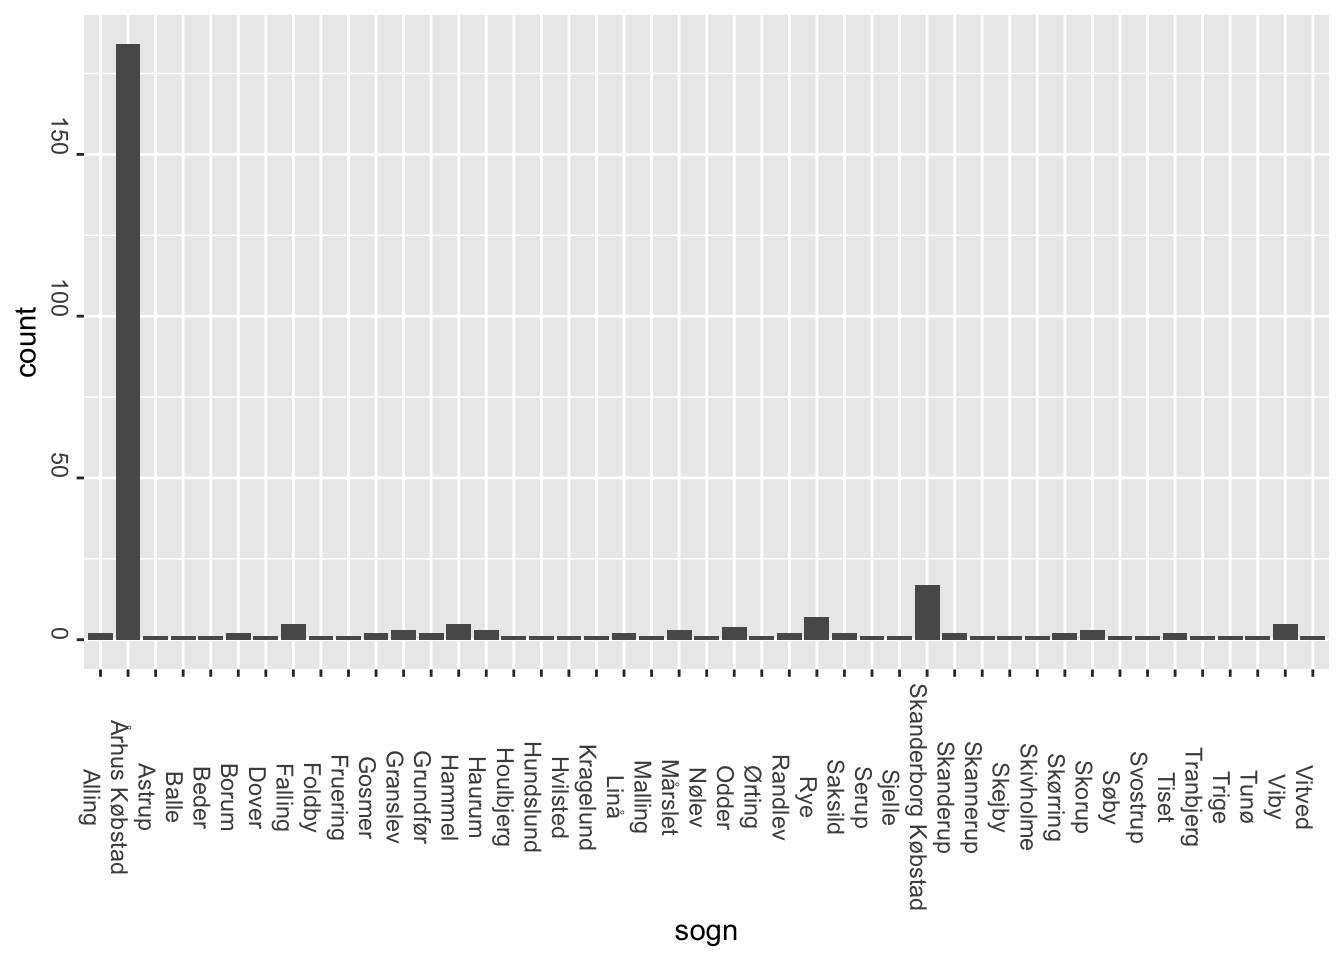 count
150
100
50
0
Alling
Århus Købstad
Astrup
Balle
Beder
Borum
Dover
Falling
Foldby
Fruering
Gosmer
Granslev
Grundfør
Hammel
Haurum
Houlbjerg
Hundslund
Hvilsted
Kragelund
Linå
Malling
Mårslet
Nølev
Odder
Ørting
Randlev
Rye
Saksild
Serup
Sjelle
Skanderborg Købstad
Skanderup
Skannerup
Skejby
Skivholme
Skørring
Skorup
Søby
Svostrup
Tiset
Tranbjerg
Trige
Tunø
Viby
Vitved
sogn